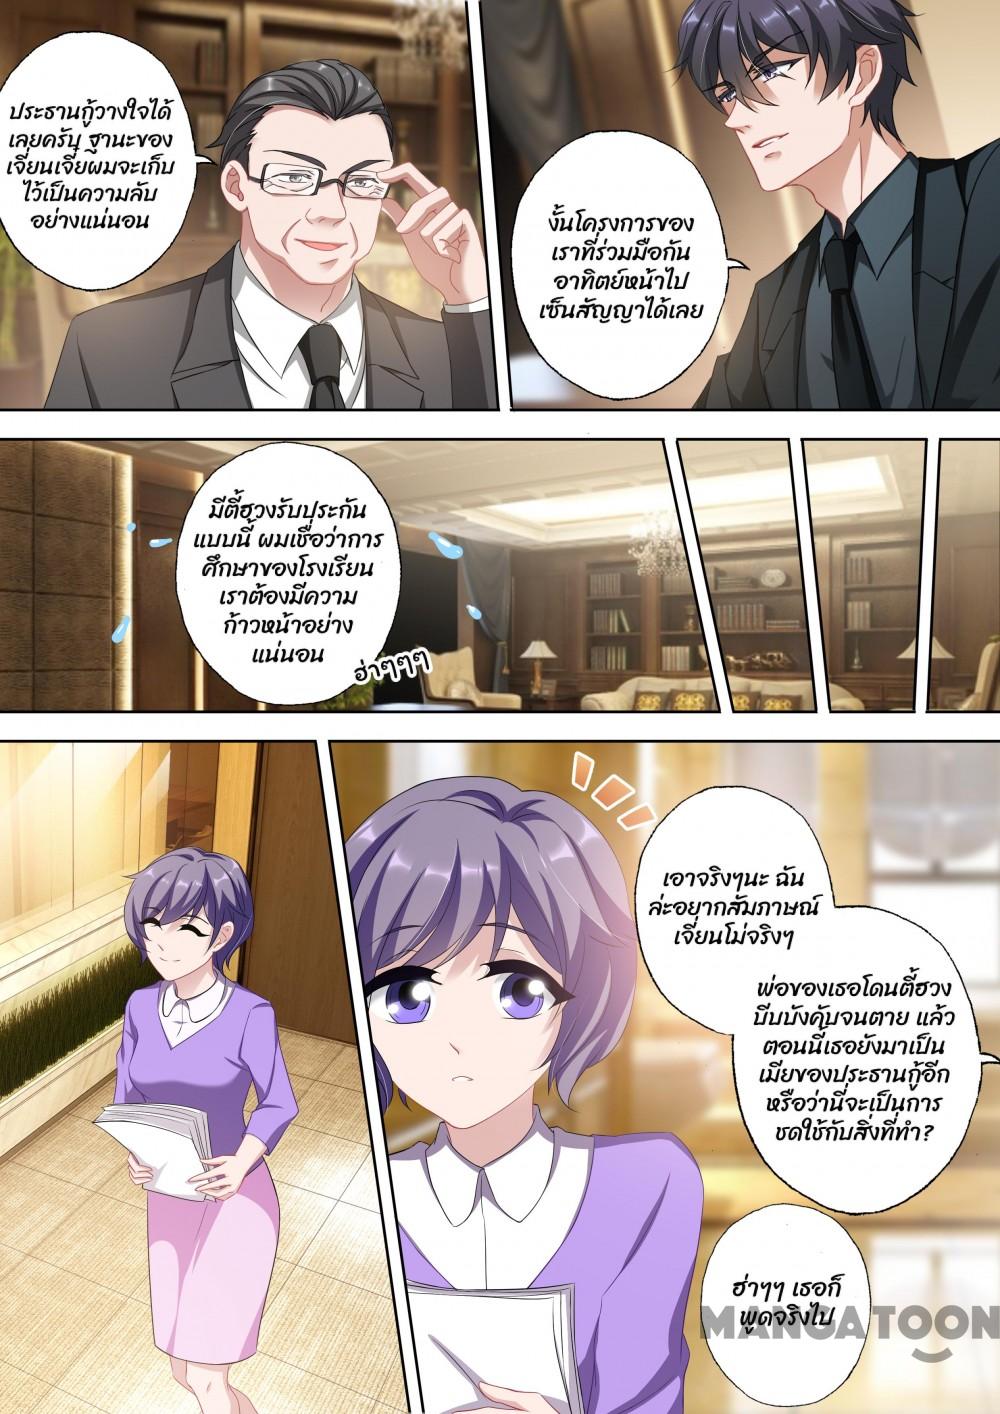 ประธานกู้วางใจได้
เลยครับ ฐานะของ
เจี่ยนเจี๋ยผมจะเก็บ
ไว้เป็นความลับ
อย่างแน่นอน
งั้นโครงการของ
เราที่ร่วมมือกัน
อาทิตย์หน้าไป
เซ็นสัญญาได้เลย
มีตี้ฮวงรับประกัน
แบบนี้ ผมเชื่อว่าการ
ศึกษาของโรงเรียน
เราต้องมีความ
ก้าวหน้าอย่าง
แน่นอน
ฮ่าๆๆๆ
เอาจริงๆนะ ฉัน
ล่ะอยากสัมภาษณ์
เจี่ยนโม่จริงๆ
พ่อของเธอโดนตี้ฮวง
บีบบังคับจนตาย แล้ว
ตอนนี้เธอยังมาเป็น
เมียของประธานกู้อีก
หรือว่านี่จะเป็นการ
ชดใช้กับสิ่งที่ทำ?
ฮ่าๆๆ เธอก็
พูดจริงไป
MANGATOON